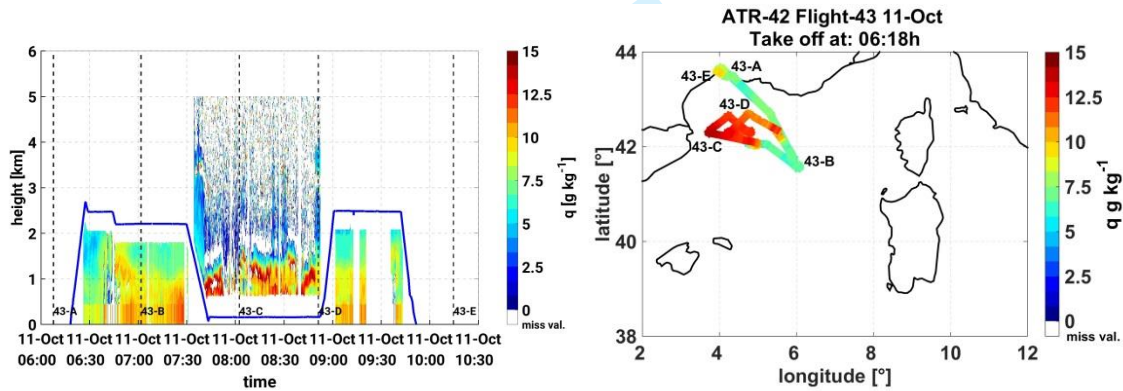 6
5
4
3
2
1
0
height [km]
43-A
43-B
43-C
43-D
43-E
11-Oct 11-Oct 11-Oct 11-Oct 11-Oct 11-Oct 11-Oct 11-Oct 11-Oct 11-Oct
06:00 06:30 07:00 07:30 08:00 08:30 09:00 09:30 10:00 10:30
time
15
12.5
10
7.5
5
2.5
0
miss val.
q [g kg-1]
ATR-42 Flight-43 11-Oct
Take off at: 06:18h
44
42
40
38
latitude [°]
43-E
43-A
43-D
43-C
43-B
2 4 6 8 10 12
longitude [°]
15
12.5
10
7.5
5
2.5
0
miss val.
q g kg-1]